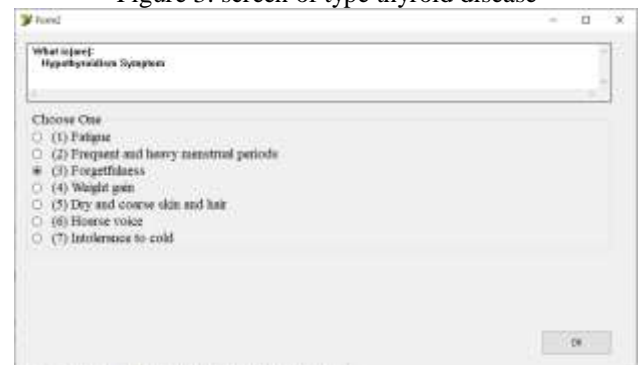 Figure 3: screen of type thyroid disease
Form2
What is[are]:
Hypothyroidism Symptom
Choose One
(1) Fatigue
(2) Frequent and heavy menstrual periods
(3) Forgetfulness
(4) Weight gain
(5) Dry and coarse skin and hair
(6) Hoarse voice
(7) Intolerance to cold
OK